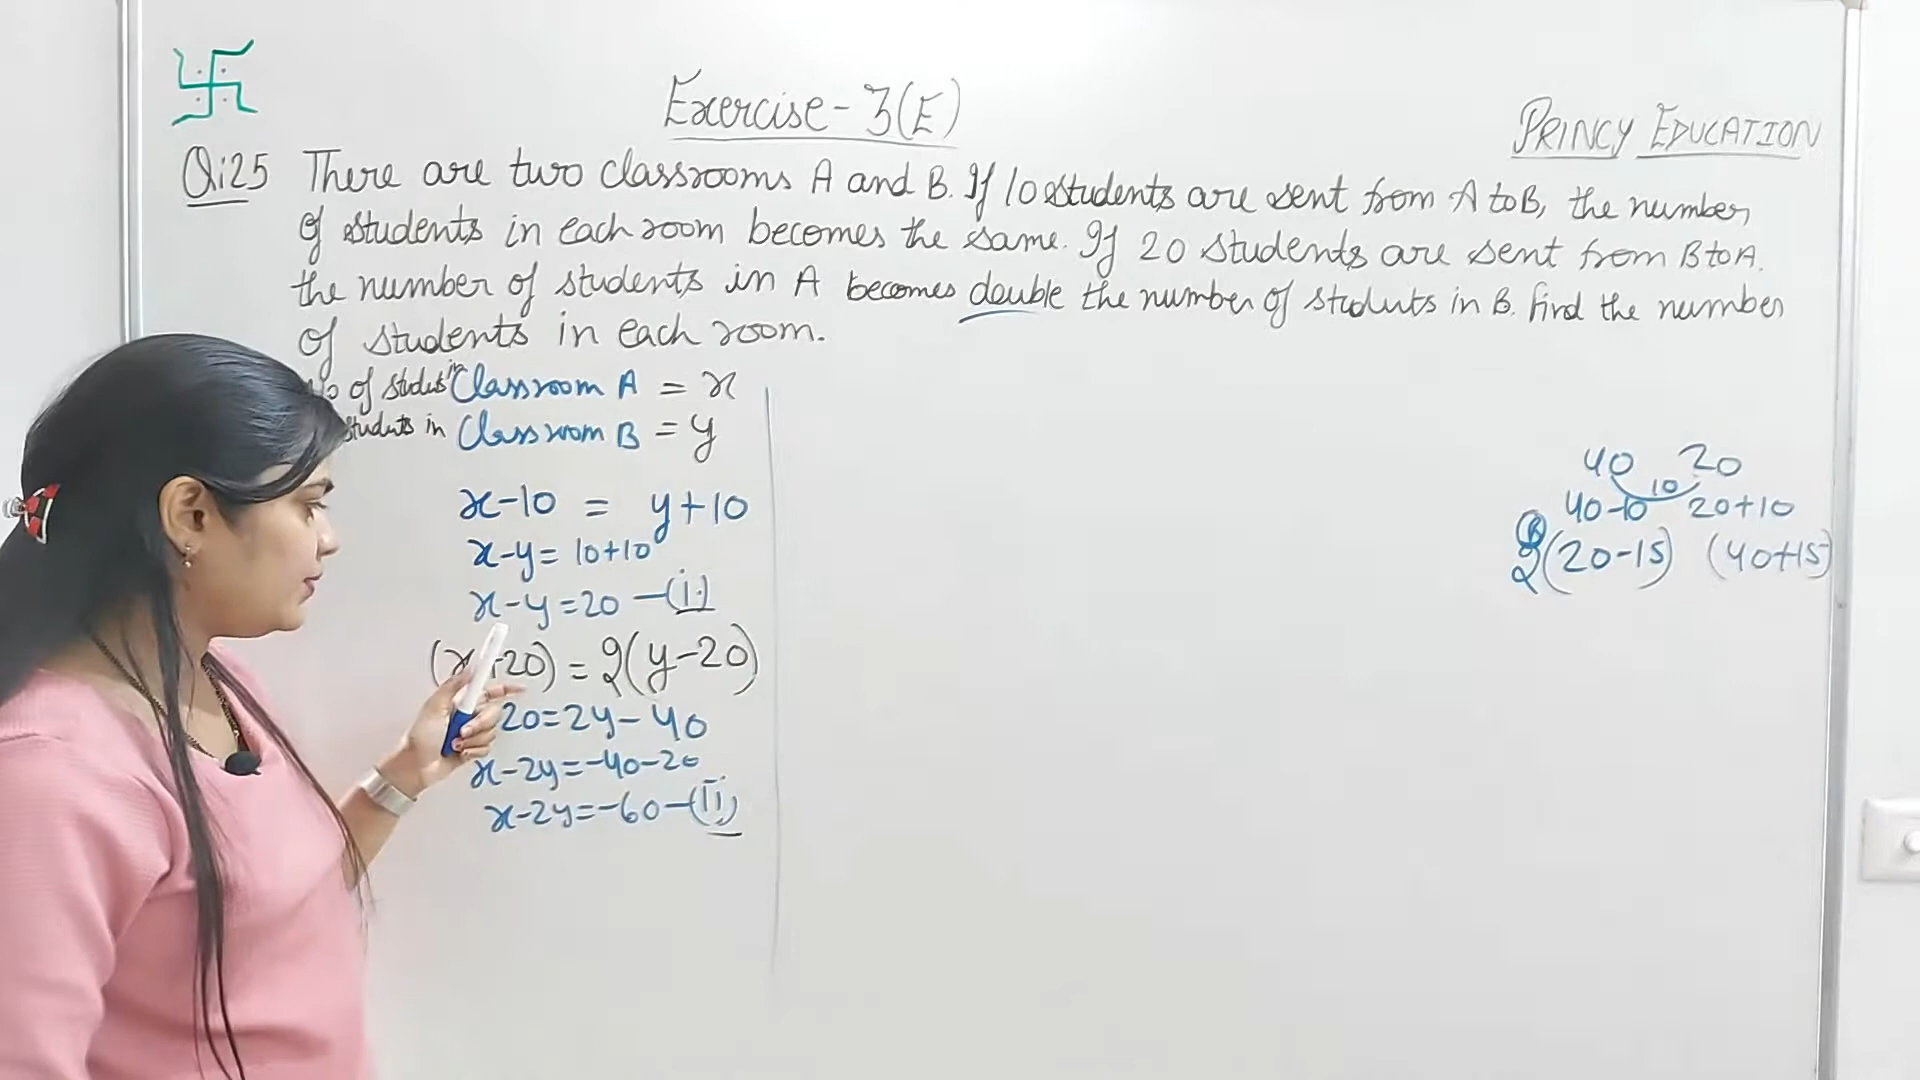 Exercise-3(E)
PRINCY EDUCATION
Q:25 There are two classrooms A and B. If 10 students are sent from A to B, the number
of students in each room becomes the same. If 20 students are sent from B to A.
the number of students in A becomes double the number of students in B. find the number
of students in each room.
of students in Classroom A = x
students in Classroom B = y
x-10 = y+10
x-y= 10+10
x-y=20 -(i)
(x+20) = 2(y-20)
20=2y-40
x-2y=-40-20
x-2y=-60-(ii)
40 20
10
40-10 20+10
2(20-15) (40+15)